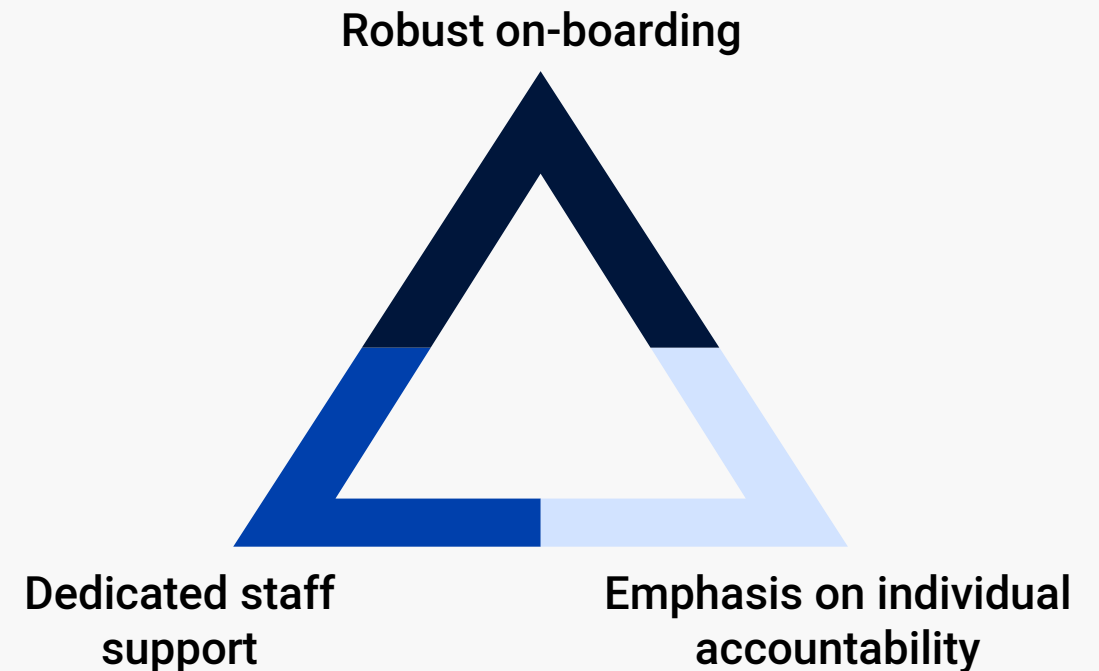 Robust on-boarding
Dedicated staff
support
Emphasis on individual
accountability